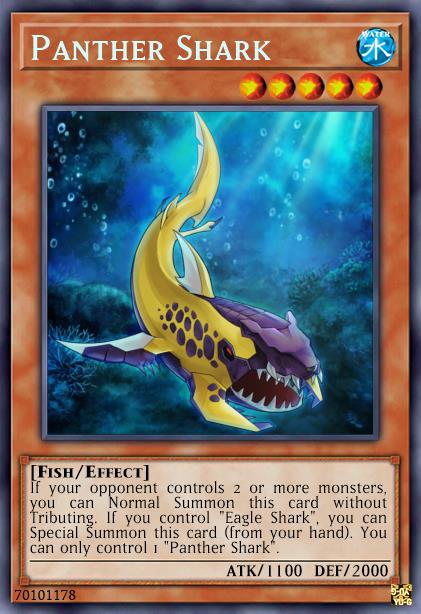 Panther Shark
WATER
水
[Fish/Effect]
If your opponent controls 2 or more monsters,
you can Normal Summon this card without
Tributing. If you control "Eagle Shark", you can
Special Summon this card (from your hand). You
can only control 1 "Panther Shark".
ATK/1100 DEF/2000
70101178